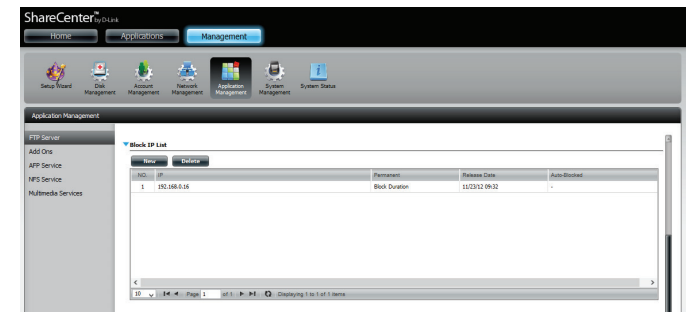 ShareCenter™ by D-Link
Home Applications Management
Setup Wizard Disk Management Account Management Network Management Application Management System Management System Status
Application Management
FTP Server
Add Ons
AFP Service
NFS Service
Multimedia Services
Block IP List
New Delete
NO. IP Permanent Release Date Auto-Blocked
1 192.168.0.16 Block Duration 11/23/12 09:32 -
10 Page 1 of 1 Displaying 1 to 1 of 1 items